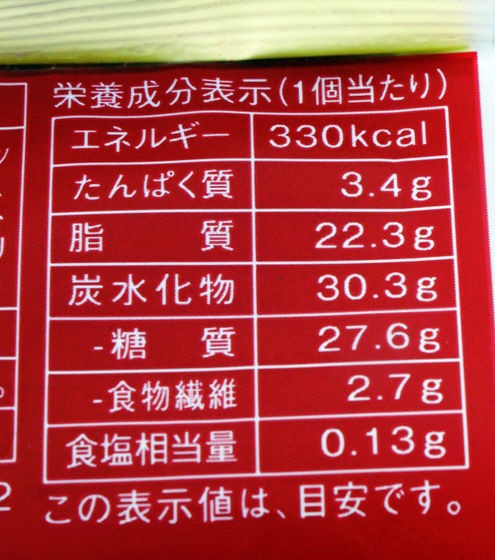 栄養成分表示(1個当たり)
エネルギー 330kcal
たんぱく質 3.4g
脂質 22.3g
炭水化物 30.3g
-糖質 27.6g
-食物繊維 2.7g
食塩相当量 0.13g
この表示値は、目安です。